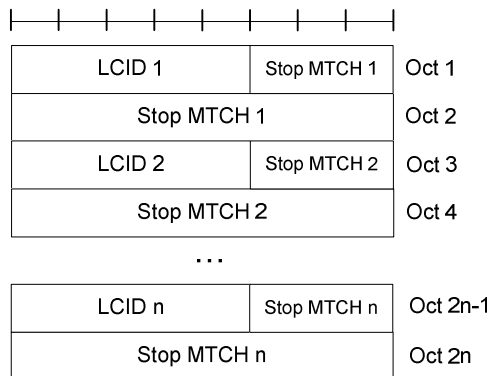 LCID 1 Stop MTCH 1 Oct 1
Stop MTCH 1 Oct 2
LCID 2 Stop MTCH 2 Oct 3
Stop MTCH 2 Oct 4
...
LCID n Stop MTCH n Oct 2n-1
Stop MTCH n Oct 2n